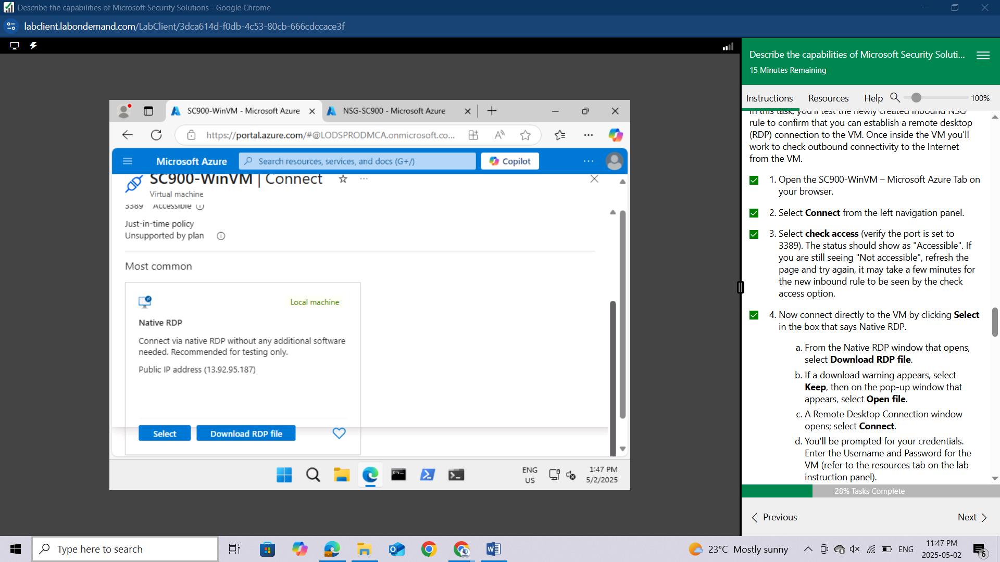 Describe the capabilities of Microsoft Security Solutions - Google Chrome
labclient.labondemand.com/LabClient/3dca614d-f0db-4c53-80cb-666cdccace3f
SC900-WinVM - Microsoft Azure
NSG-SC900 - Microsoft Azure
https://portal.azure.com/#@LODSPRODMCA.onmicrosoft.co...
Microsoft Azure
Search resources, services, and docs (G+/)
Copilot
SC900-WinVM | Connect
Virtual machine
3389 Accessible
Just-in-time policy
Unsupported by plan
Most common
Local machine
Native RDP
Connect via native RDP without any additional software
needed. Recommended for testing only.
Public IP address (13.92.95.187)
Select
Download RDP file
ENG
US
1:47 PM
5/2/2025
Describe the capabilities of Microsoft Security Soluti...
15 Minutes Remaining
Instructions
Resources
Help
100%
In this task, you'll test the newly created inbound NSG
rule to confirm that you can establish a remote desktop
(RDP) connection to the VM. Once inside the VM you'll
work to check outbound connectivity to the Internet
from the VM.
1. Open the SC900-WinVM – Microsoft Azure Tab on
your browser.
2. Select Connect from the left navigation panel.
3. Select check access (verify the port is set to
3389). The status should show as "Accessible". If
you are still seeing "Not accessible", refresh the
page and try again, it may take a few minutes for
the new inbound rule to be seen by the check
access option.
4. Now connect directly to the VM by clicking Select
in the box that says Native RDP.
a. From the Native RDP window that opens,
select Download RDP file.
b. If a download warning appears, select
Keep, then on the pop-up window that
appears, select Open file.
c. A Remote Desktop Connection window
opens; select Connect.
d. You'll be prompted for your credentials.
Enter the Username and Password for the
VM (refer to the resources tab on the lab
instruction panel).
28% Tasks Complete
Previous
Next
Type here to search
23°C Mostly sunny
ENG
11:47 PM
2025-05-02
6